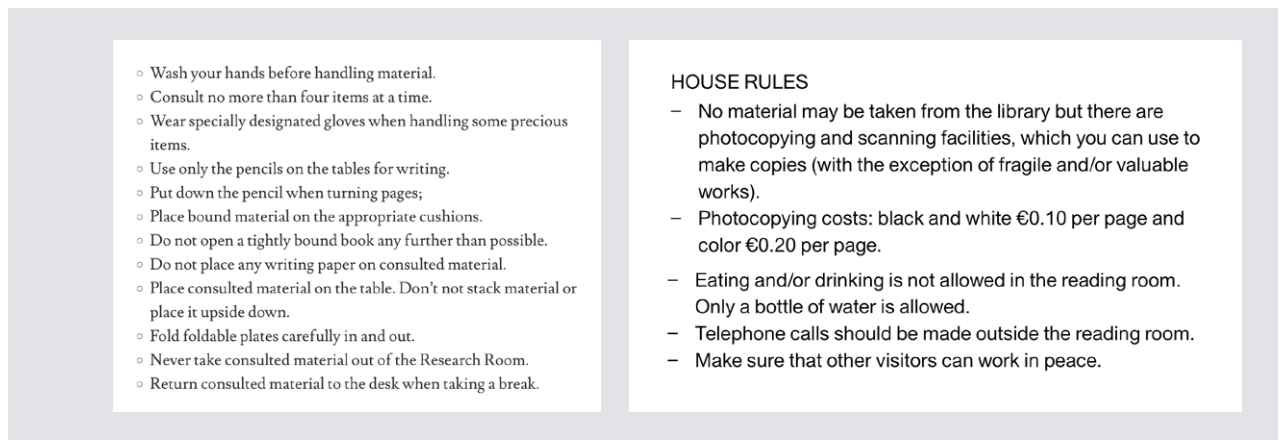 ○ Wash your hands before handling material.
○ Consult no more than four items at a time.
○ Wear specially designated gloves when handling some precious
items.
○ Use only the pencils on the tables for writing.
○ Put down the pencil when turning pages;
○ Place bound material on the appropriate cushions.
○ Do not open a tightly bound book any further than possible.
○ Do not place any writing paper on consulted material.
○ Place consulted material on the table. Don't not stack material or
place it upside down.
○ Fold foldable plates carefully in and out.
○ Never take consulted material out of the Research Room.
○ Return consulted material to the desk when taking a break.
HOUSE RULES
– No material may be taken from the library but there are
photocopying and scanning facilities, which you can use to
make copies (with the exception of fragile and/or valuable
works).
– Photocopying costs: black and white €0.10 per page and
color €0.20 per page.
– Eating and/or drinking is not allowed in the reading room.
Only a bottle of water is allowed.
– Telephone calls should be made outside the reading room.
– Make sure that other visitors can work in peace.